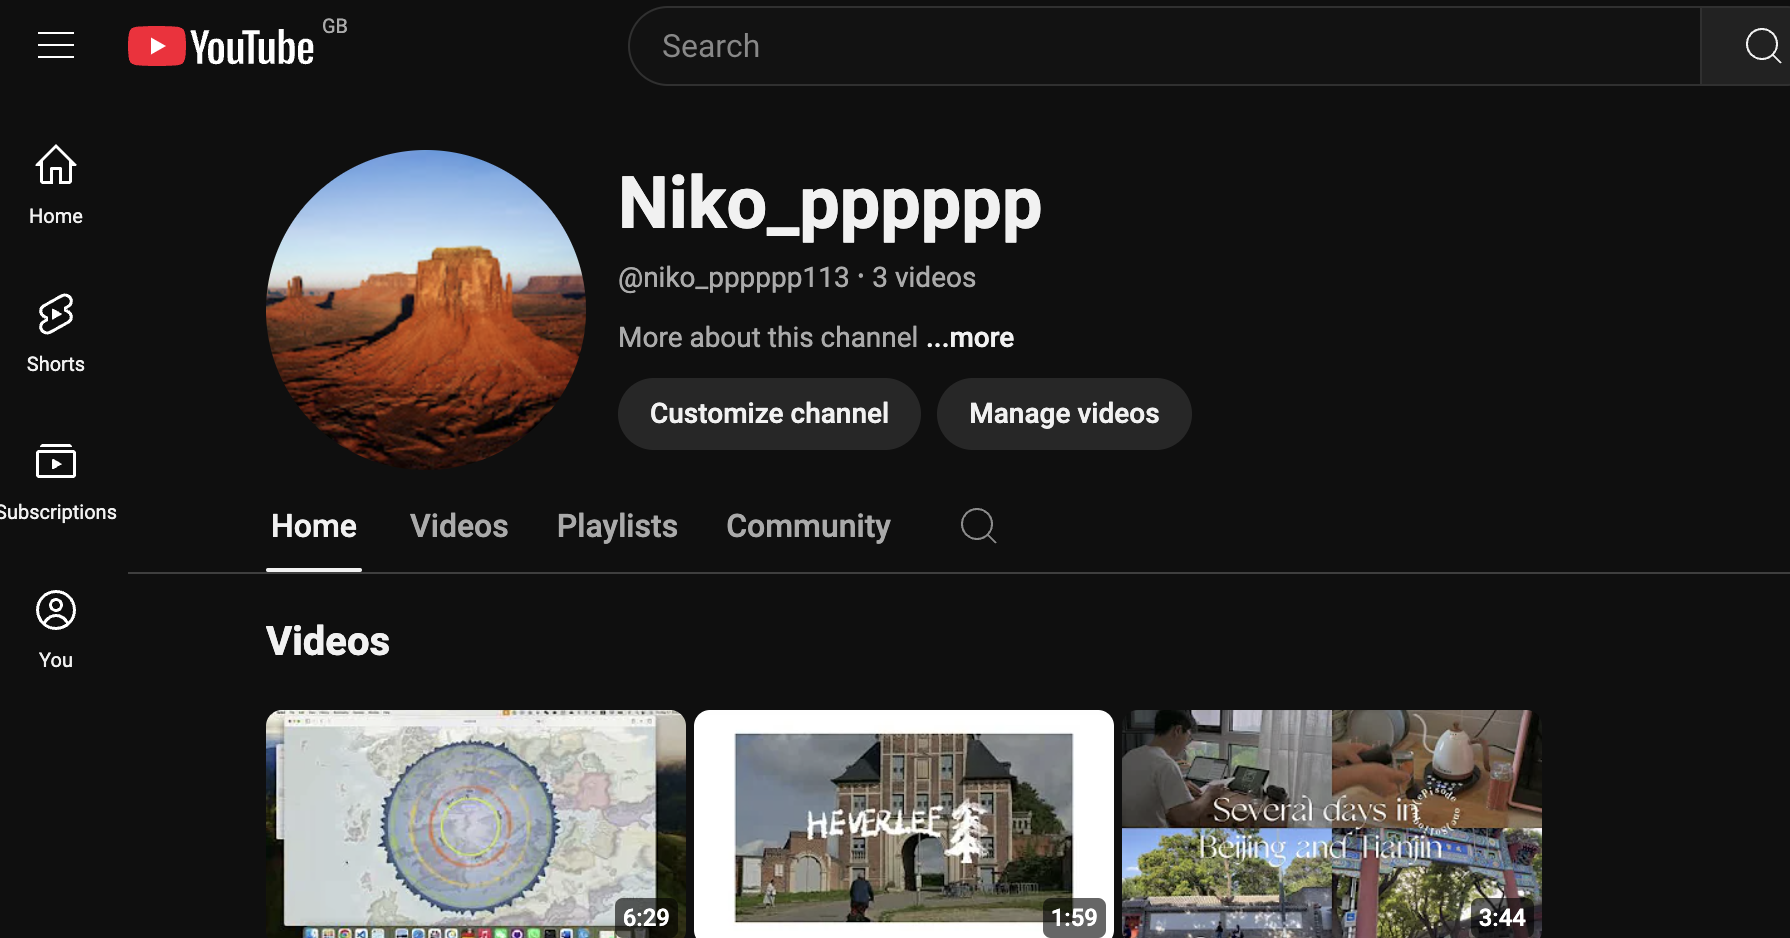 YouTube GB
Search
Home
Shorts
Subscriptions
You
Niko_pppppp
@niko_pppppp113 · 3 videos
More about this channel ...more
Customize channel
Manage videos
Home
Videos
Playlists
Community
Videos
6:29
HEVERLEE
1:59
Several days in
Beijing and Tianjin
3:44